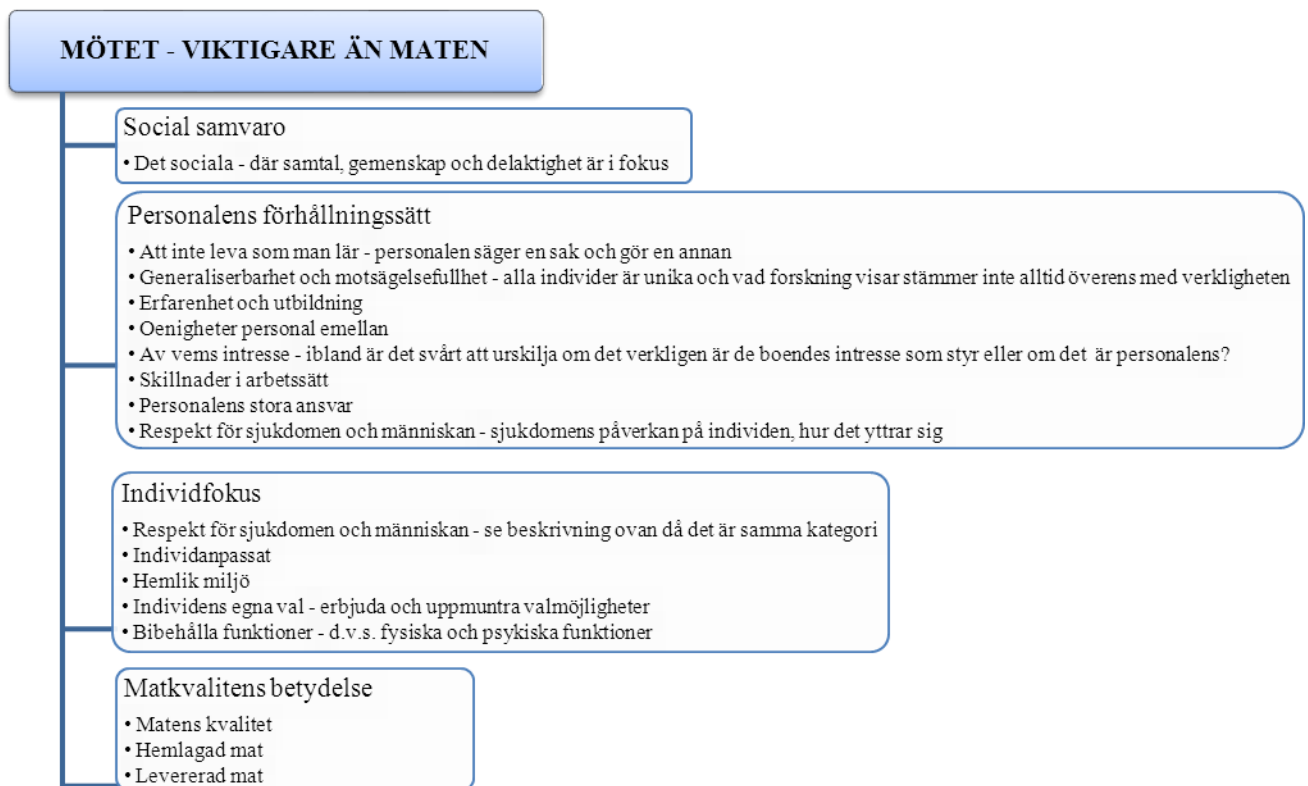 MÖTET - VIKTIGARE ÄN MATEN
Social samvaro
• Det sociala - där samtal, gemenskap och delaktighet är i fokus
Personalens förhållningssätt
• Att inte leva som man lär - personalen säger en sak och gör en annan
• Generaliserbarhet och motsägelsefullhet - alla individer är unika och vad forskning visar stämmer inte alltid överens med verkligheten
• Erfarenhet och utbildning
• Oenigheter personal emellan
• Av vems intresse - ibland är det svårt att urskilja om det verkligen är de boendes intresse som styr eller om det är personalens?
• Skillnader i arbetssätt
• Personalens stora ansvar
• Respekt för sjukdomen och människan - sjukdomens påverkan på individen, hur det yttrar sig
Individfokus
• Respekt för sjukdomen och människan - se beskrivning ovan då det är samma kategori
• Individanpassat
• Hemlik miljö
• Individens egna val - erbjuda och uppmuntra valmöjligheter
• Bibehålla funktioner - d.v.s. fysiska och psykiska funktioner
Matkvalitens betydelse
• Matens kvalitet
• Hemlagad mat
• Levererad mat